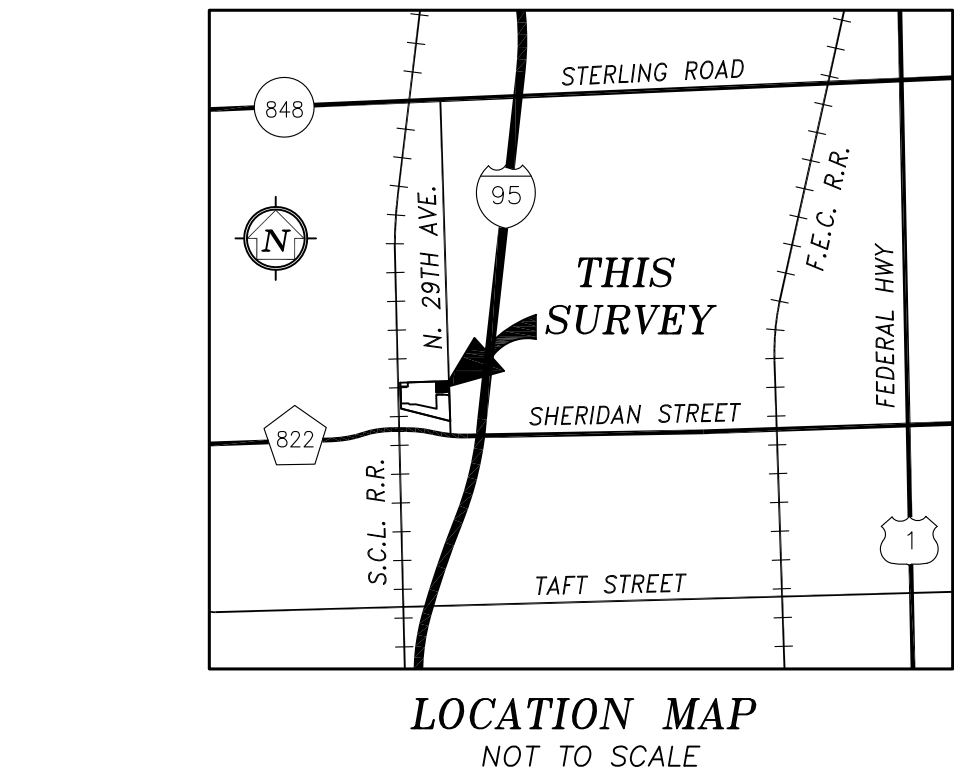 STERLING ROAD
848
F.E.C. R.R.
95
N. 29TH AVE.
N
FEDERAL HWY
THIS
SURVEY
SHERIDAN STREET
822
S.C.L. R.R.
1
TAFT STREET
LOCATION MAP
NOT TO SCALE